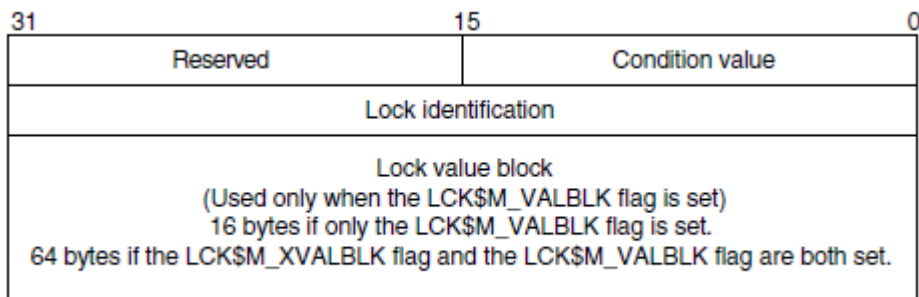 31 15 0
Reserved Condition value
Lock identification
Lock value block
(Used only when the LCK$M_VALBLK flag is set)
16 bytes if only the LCK$M_VALBLK flag is set.
64 bytes if the LCK$M_XVALBLK flag and the LCK$M_VALBLK flag are both set.